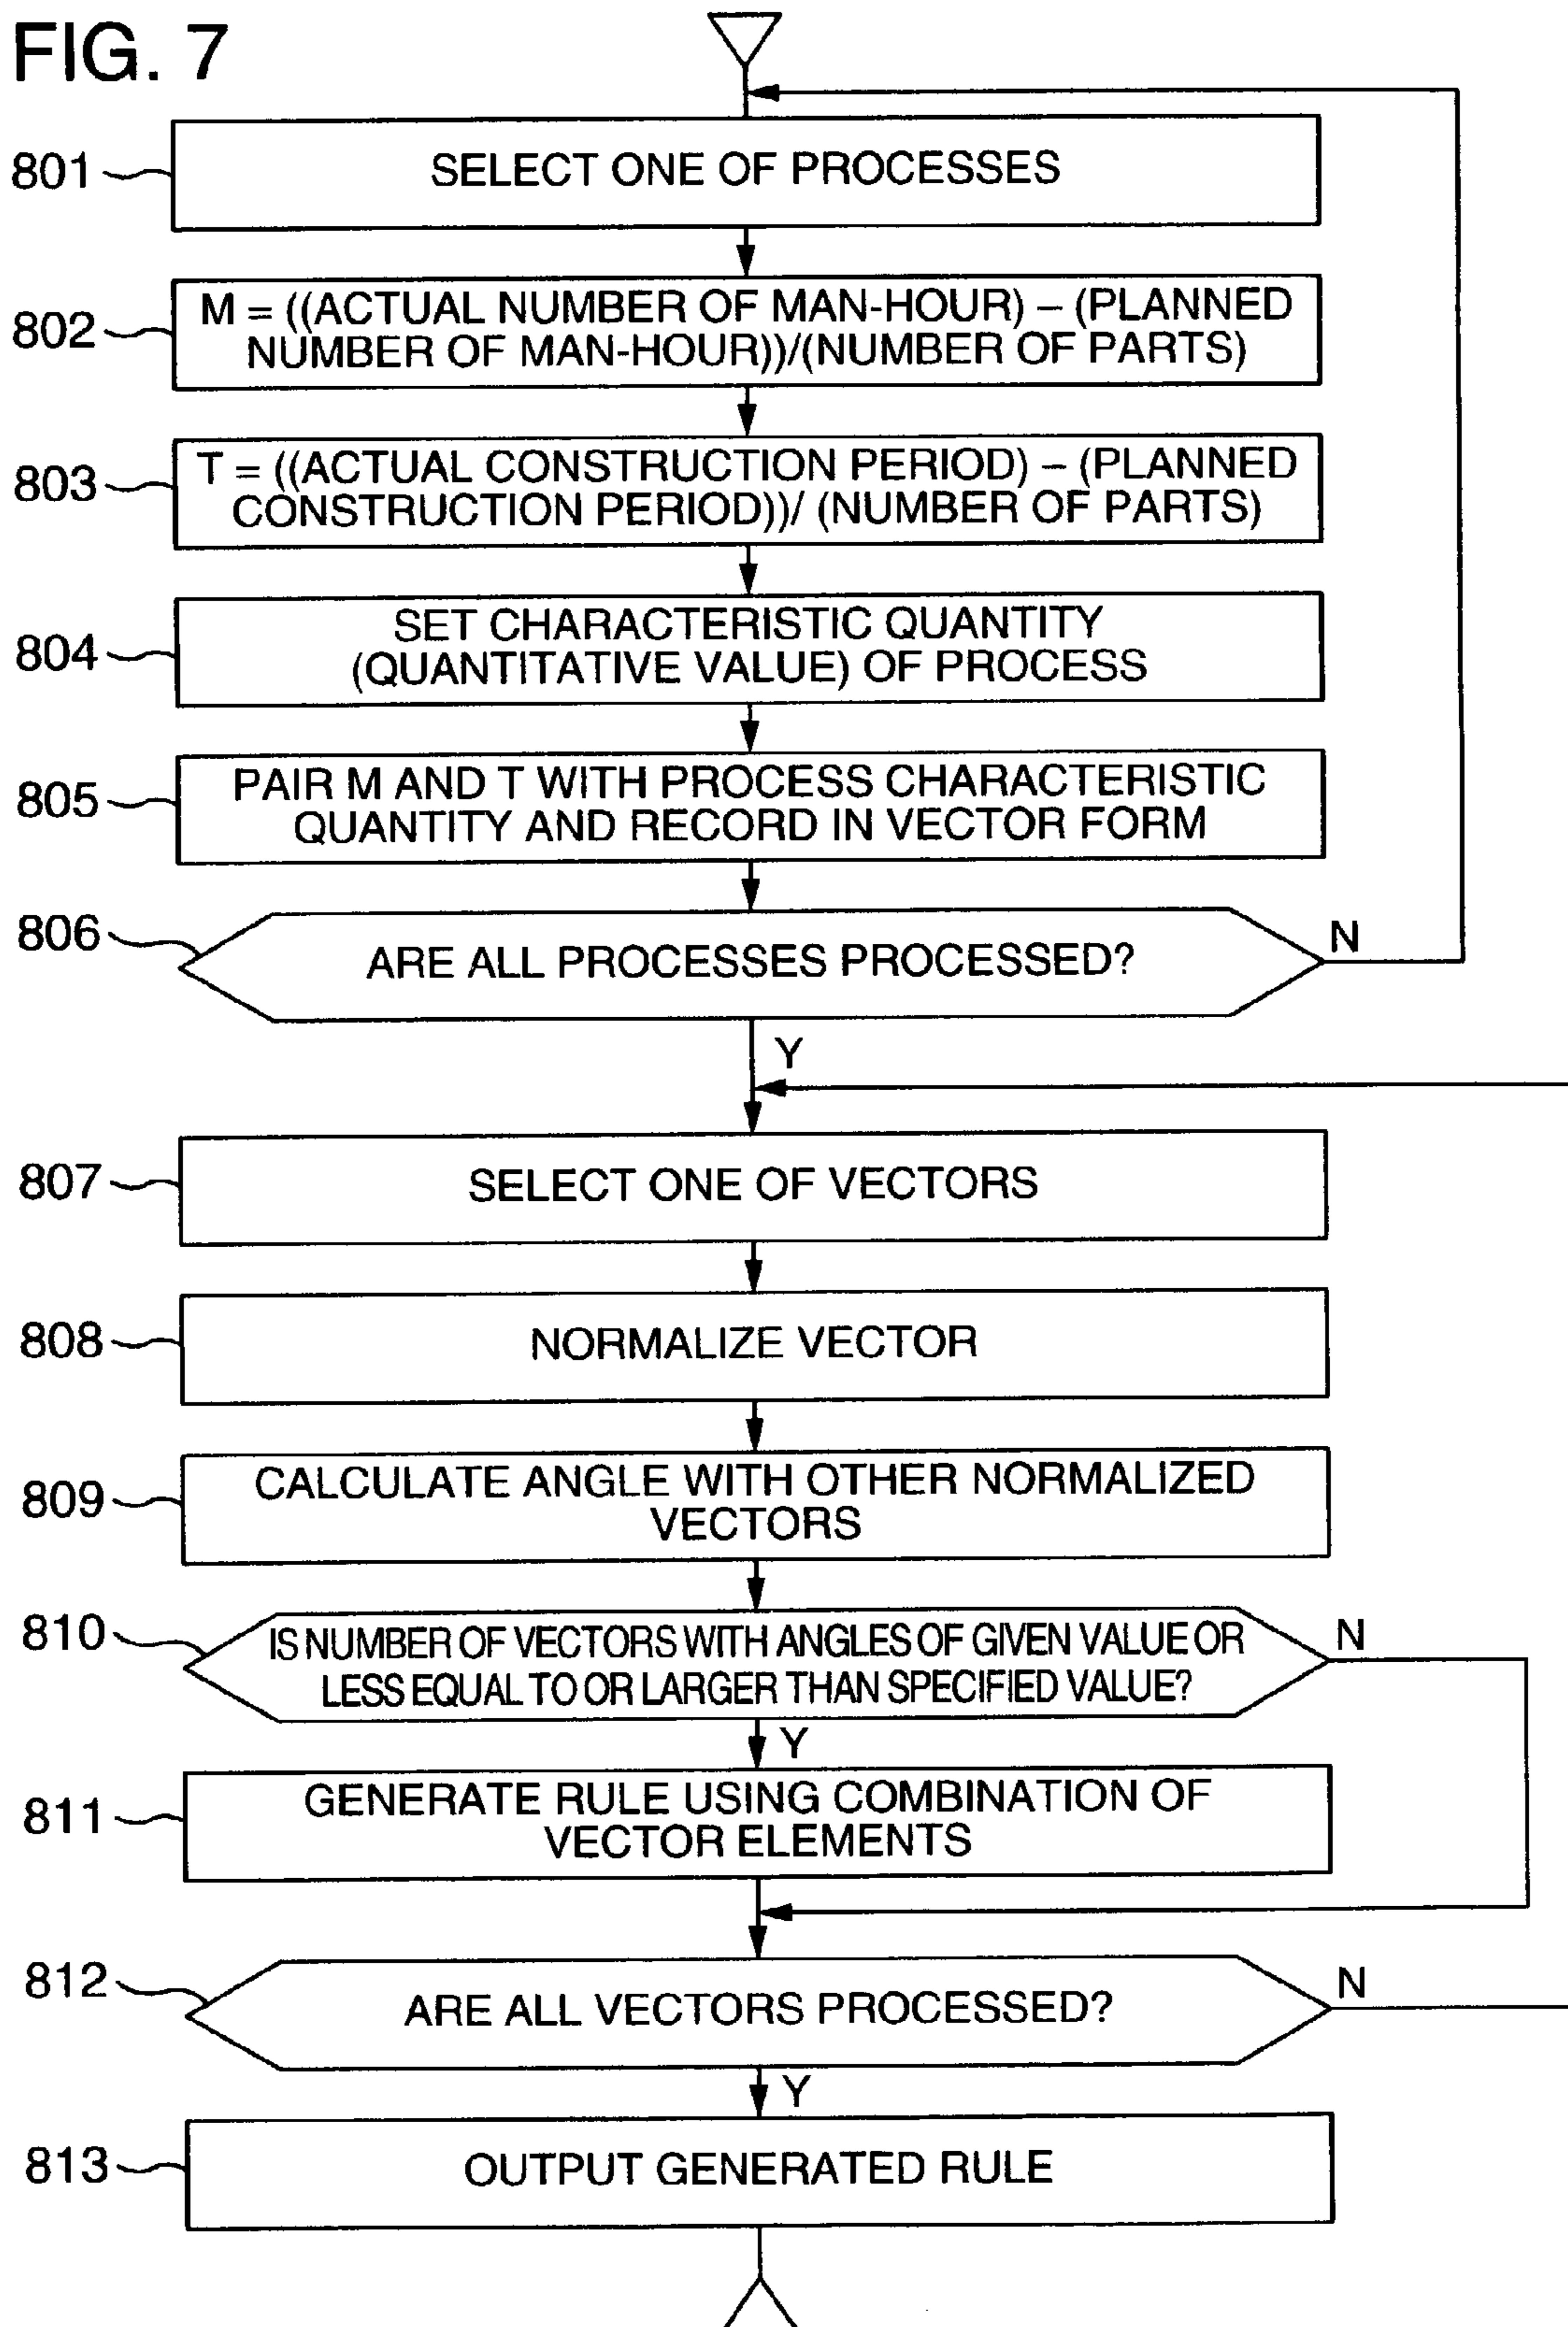 FIG. 7
801
SELECT ONE OF PROCESSES
802
M = ((ACTUAL NUMBER OF MAN-HOUR) – (PLANNED
NUMBER OF MAN-HOUR))/(NUMBER OF PARTS)
803
T = ((ACTUAL CONSTRUCTION PERIOD) – (PLANNED
CONSTRUCTION PERIOD))/ (NUMBER OF PARTS)
804
SET CHARACTERISTIC QUANTITY
(QUANTITATIVE VALUE) OF PROCESS
805
PAIR M AND T WITH PROCESS CHARACTERISTIC
QUANTITY AND RECORD IN VECTOR FORM
806
ARE ALL PROCESSES PROCESSED?
N
Y
807
SELECT ONE OF VECTORS
808
NORMALIZE VECTOR
809
CALCULATE ANGLE WITH OTHER NORMALIZED
VECTORS
810
IS NUMBER OF VECTORS WITH ANGLES OF GIVEN VALUE OR
LESS EQUAL TO OR LARGER THAN SPECIFIED VALUE?
N
Y
811
GENERATE RULE USING COMBINATION OF
VECTOR ELEMENTS
812
ARE ALL VECTORS PROCESSED?
N
Y
813
OUTPUT GENERATED RULE